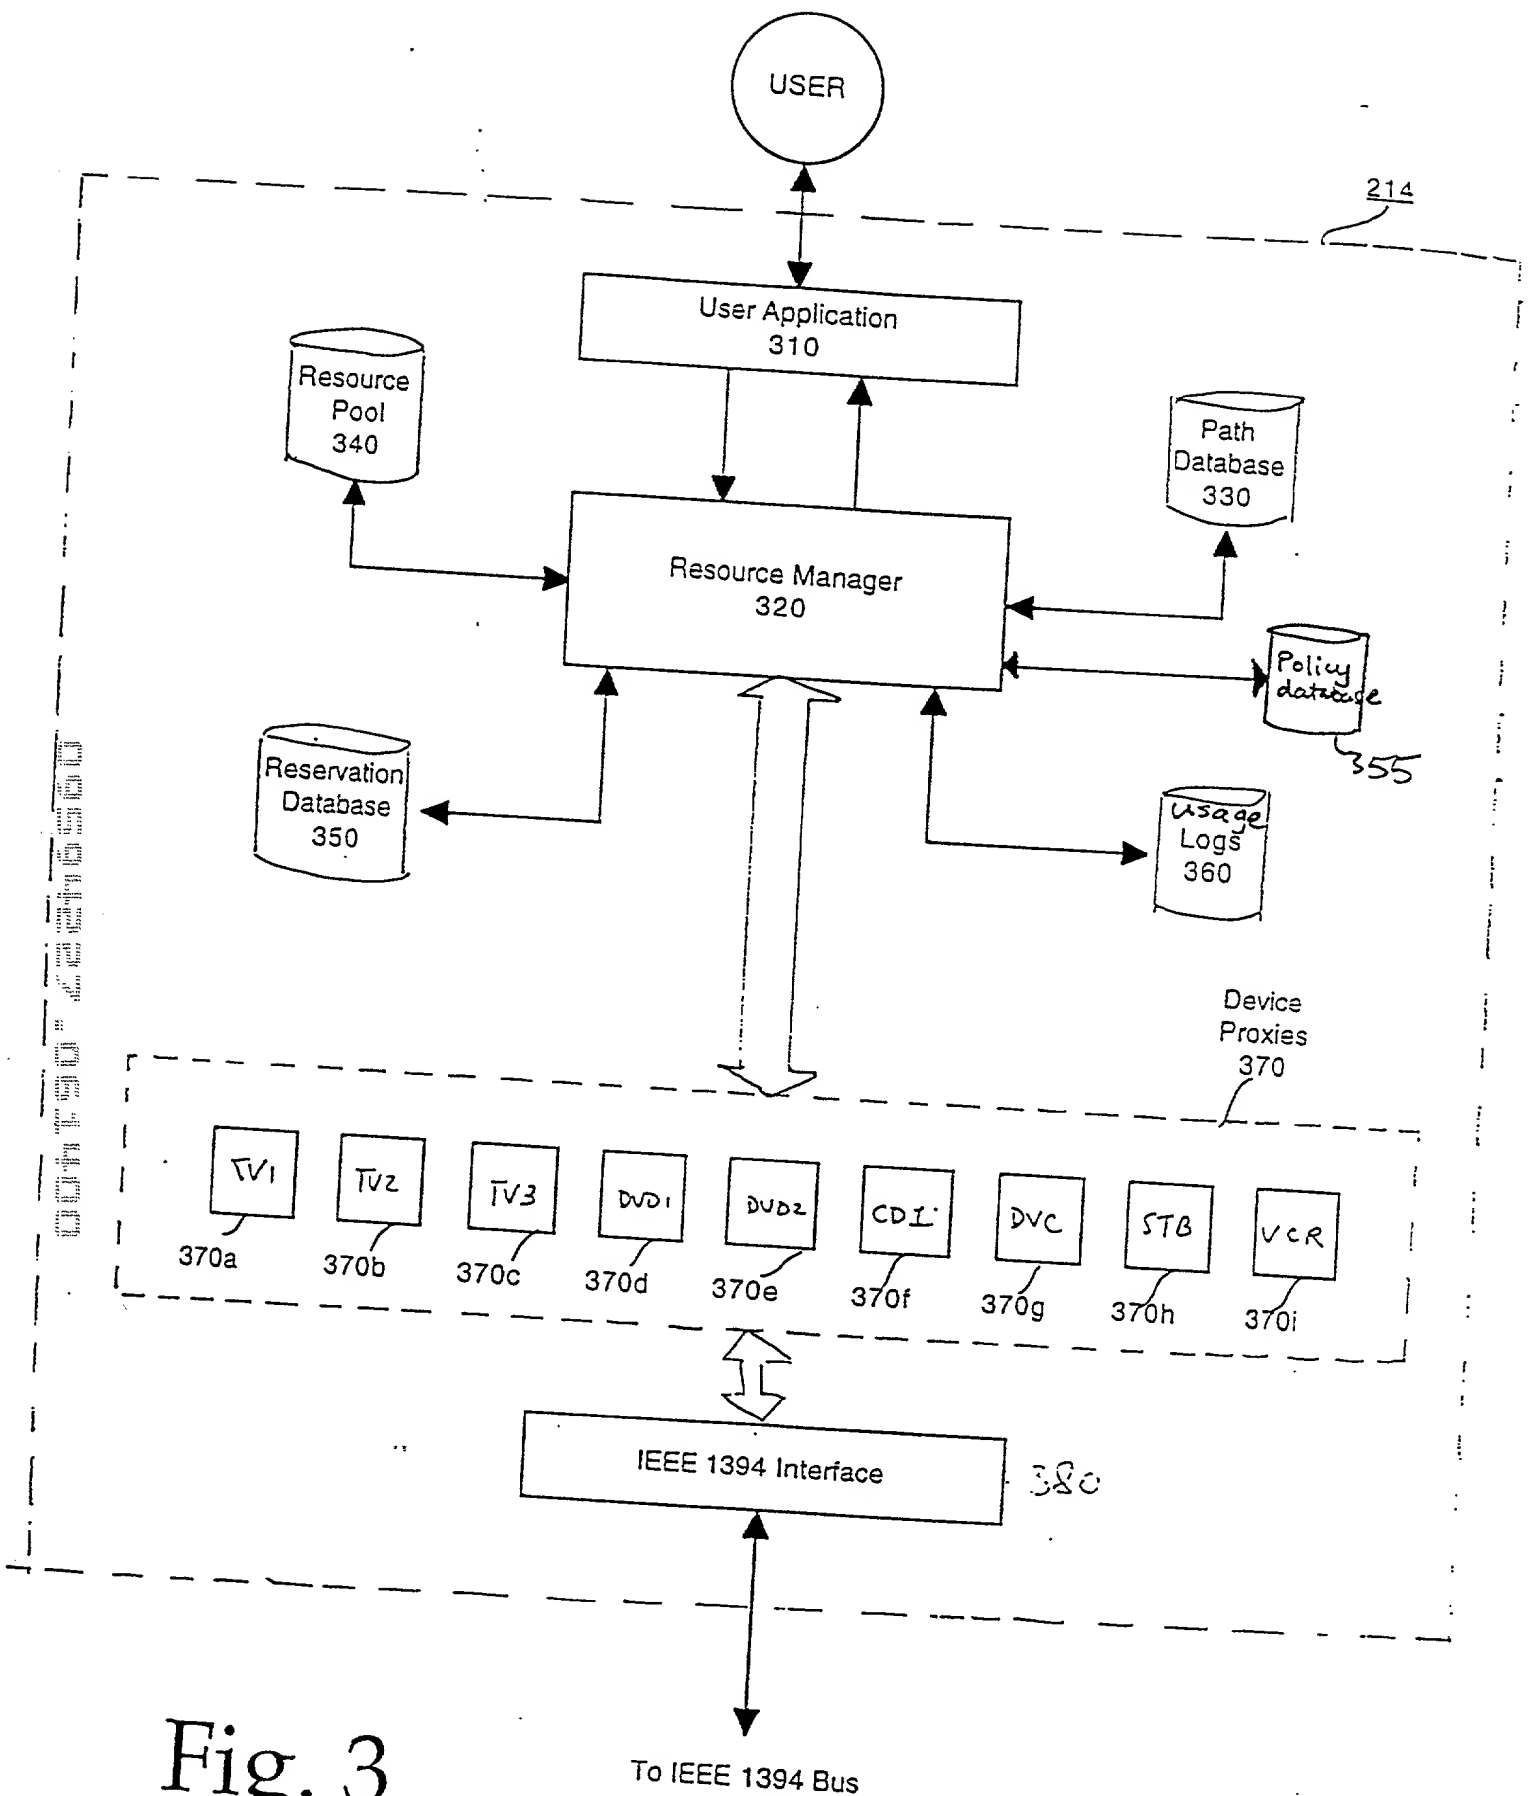 USER
214
User Application
310
Resource
Pool
340
Path
Database
330
Resource Manager
320
Policy
database
355
Reservation
Database
350
usage
Logs
360
Device
Proxies
370
TV1
TV2
TV3
DVD1
DVD2
CDI
DVC
STB
VCR
370a
370b
370c
370d
370e
370f
370g
370h
370i
IEEE 1394 Interface
380
To IEEE 1394 Bus
Fig. 3